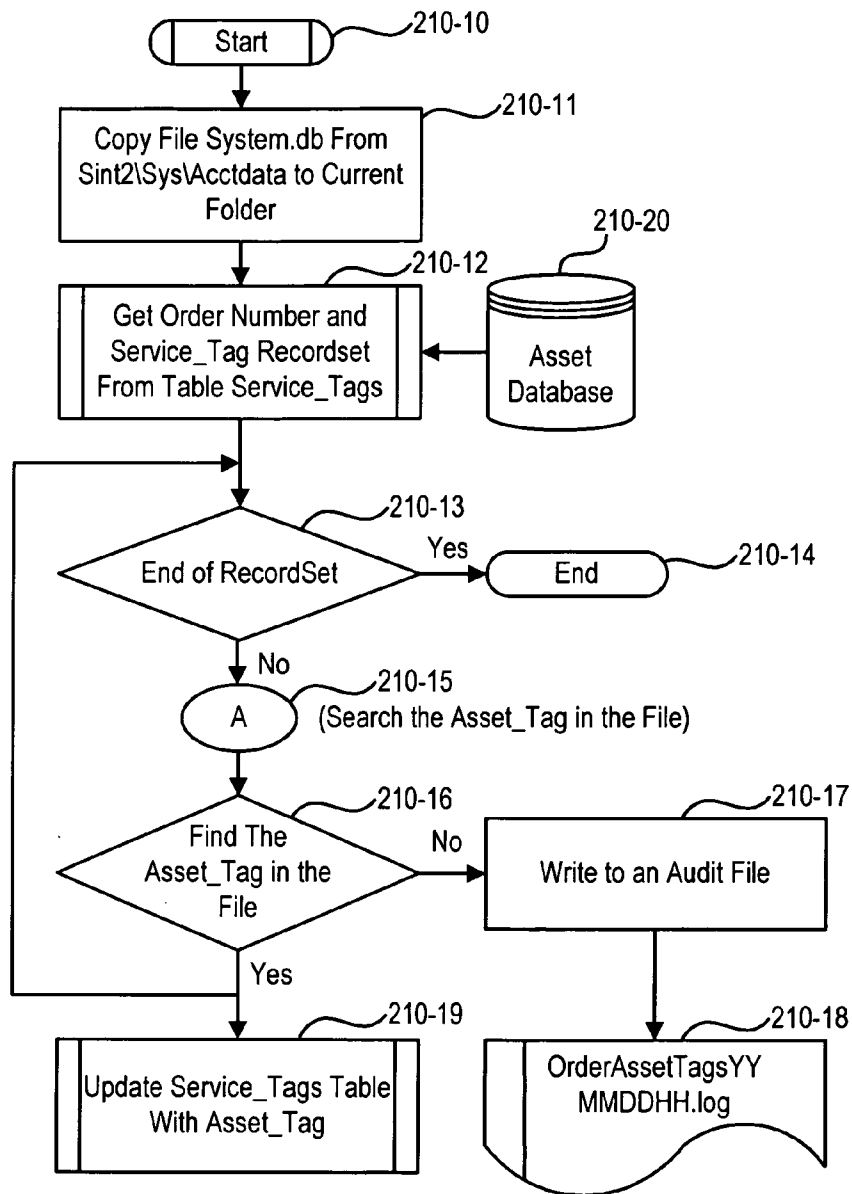 Start
210-10
210-11
Copy File System.db From
Sint2\Sys\Acctdata to Current
Folder
210-12
210-20
Get Order Number and
Service_Tag Recordset
From Table Service_Tags
Asset
Database
210-13
End of RecordSet
Yes
End
210-14
No
210-15
A
(Search the Asset_Tag in the File)
210-16
Find The
Asset_Tag in the
File
No
210-17
Write to an Audit File
Yes
210-19
Update Service_Tags Table
With Asset_Tag
210-18
OrderAssetTagsYY
MMDDHH.log